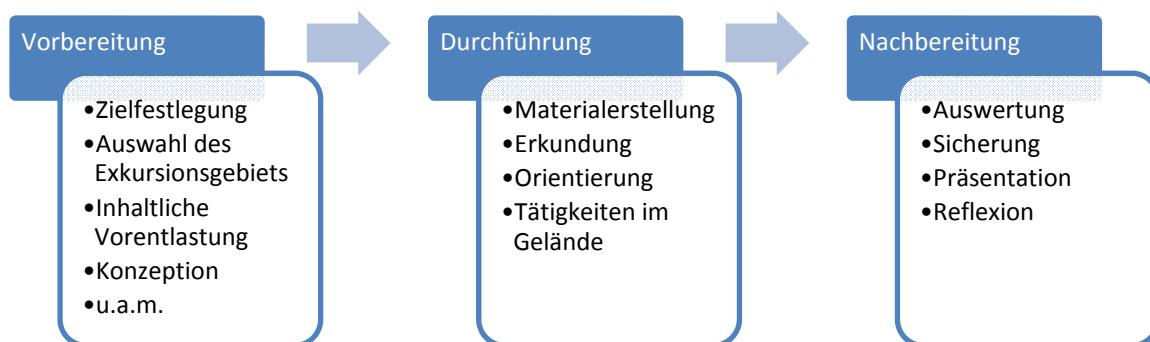 Vorbereitung
•Zielfestlegung
•Auswahl des
Exkursionsgebiets
•Inhaltliche
Vorentlastung
•Konzeption
•u.a.m.
Durchführung
•Materialerstellung
•Erkundung
•Orientierung
•Tätigkeiten im
Gelände
Nachbereitung
•Auswertung
•Sicherung
•Präsentation
•Reflexion